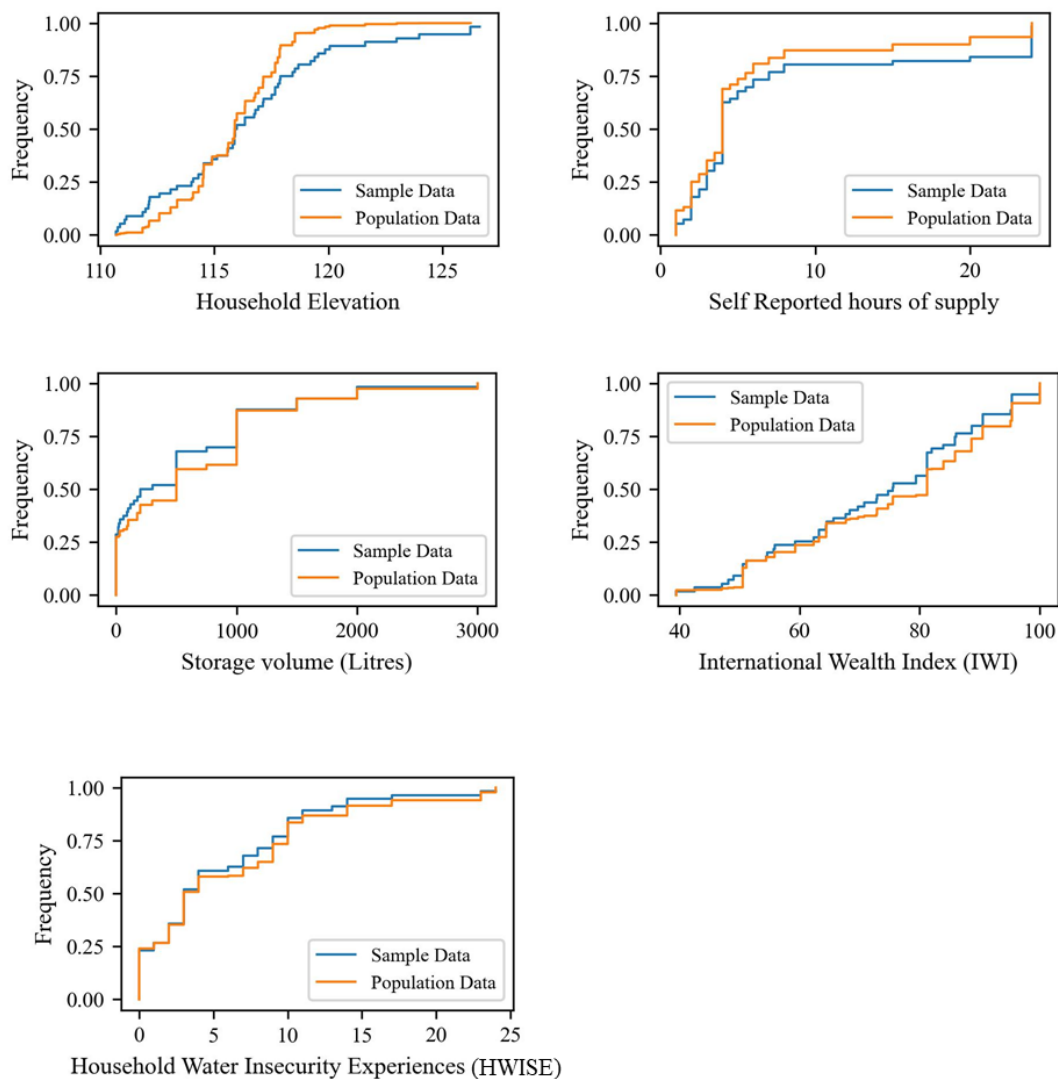 1.00
0.75
0.50
0.25
0.00
Frequency
110 115 120 125
Household Elevation
Sample Data
Population Data
1.00
0.75
0.50
0.25
0.00
Frequency
0 10 20
Self Reported hours of supply
Sample Data
Population Data
1.00
0.75
0.50
0.25
0.00
Frequency
0 1000 2000 3000
Storage volume (Litres)
Sample Data
Population Data
1.00
0.75
0.50
0.25
0.00
Frequency
40 60 80 100
International Wealth Index (IWI)
Sample Data
Population Data
1.00
0.75
0.50
0.25
0.00
Frequency
0 5 10 15 20 25
Household Water Insecurity Experiences (HWISE)
Sample Data
Population Data